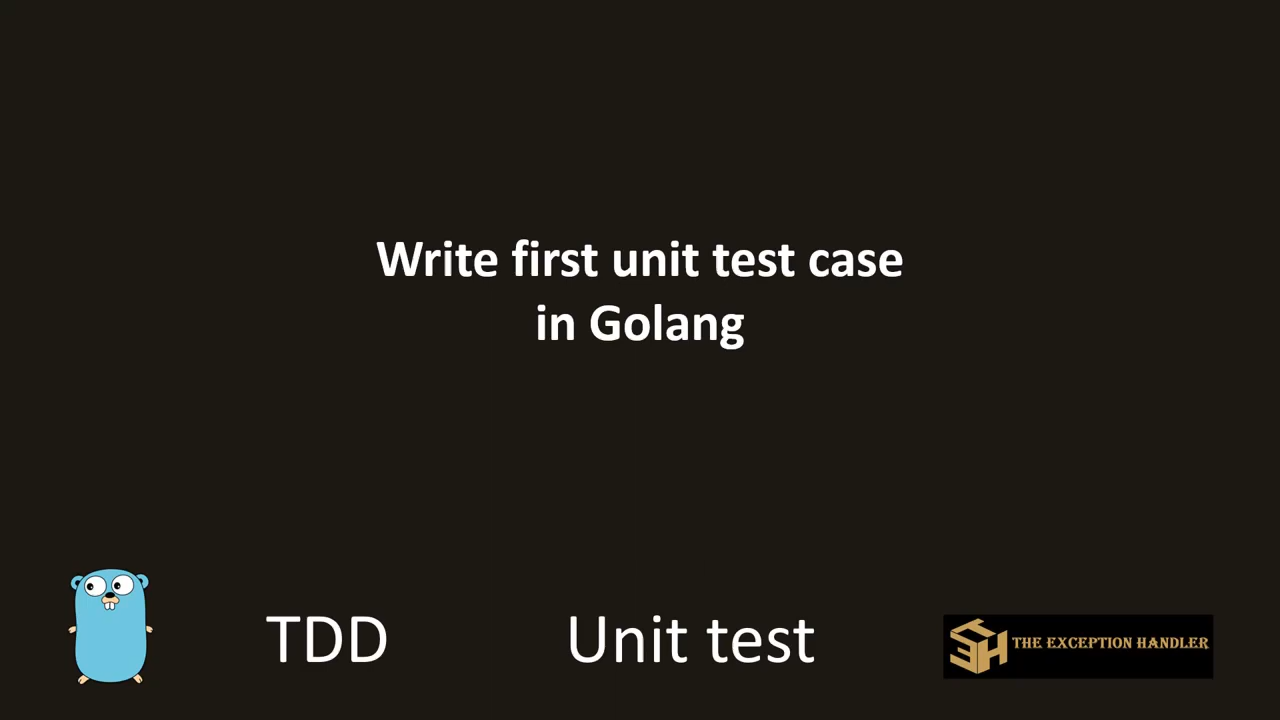 Write first unit test case
in Golang
TDD
Unit test
THE EXCEPTION HANDLER